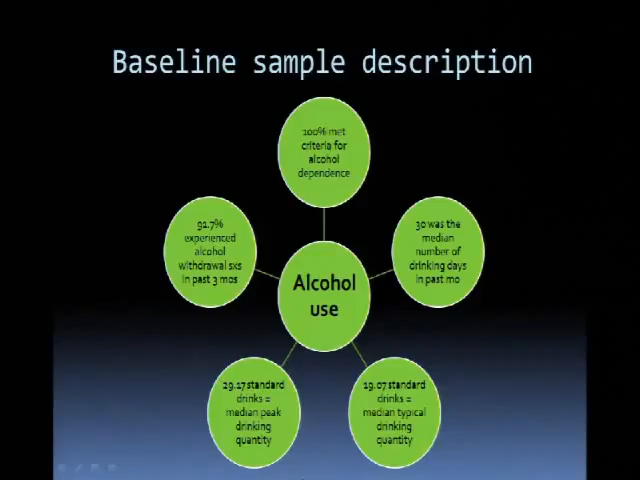 Baseline sample description
100% met
criteria for
alcohol
dependence
91.7%
experienced
alcohol
withdrawal sxs
in past 3 mos
30 was the
median
number of
drinking days
in past mo
Alcohol
use
29.17 standard
drinks =
median peak
drinking
quantity
19.07 standard
drinks =
median typical
drinking
quantity